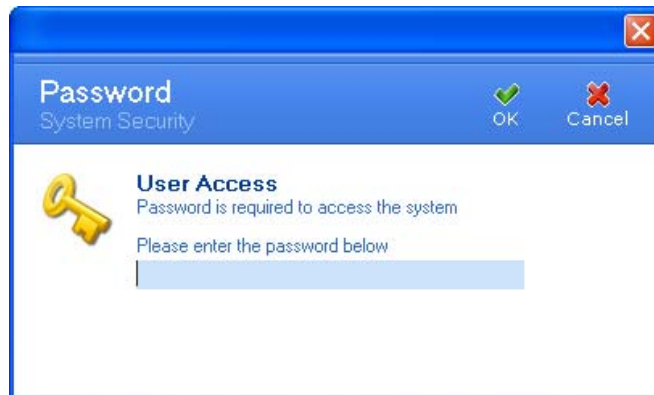 Password
System Security
OK
Cancel
User Access
Password is required to access the system
Please enter the password below